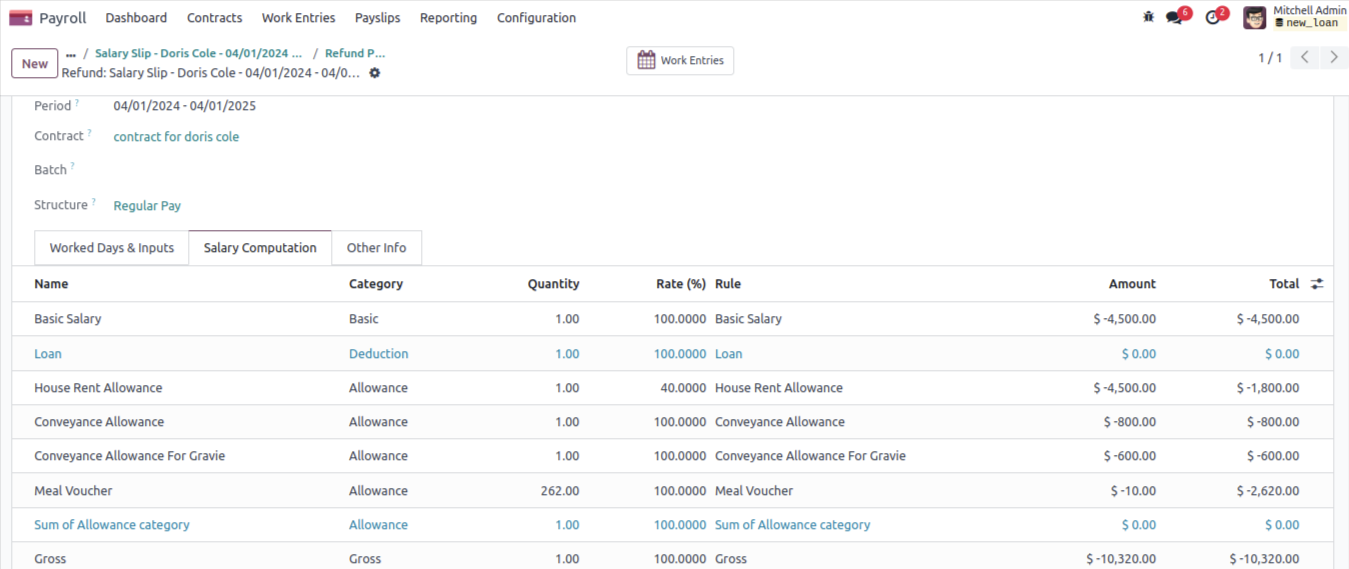 Payroll Dashboard Contracts Work Entries Payslips Reporting Configuration 6 2 Mitchell Admin
new_loan
New ... / Salary Slip - Doris Cole - 04/01/2024 ... / Refund P... Work Entries 1 / 1
Refund: Salary Slip - Doris Cole - 04/01/2024 - 04/0...
Period ? 04/01/2024 - 04/01/2025
Contract ? contract for doris cole
Batch ?
Structure ? Regular Pay
Worked Days & Inputs Salary Computation Other Info
Name Category Quantity Rate (%) Rule Amount Total
Basic Salary Basic 1.00 100.0000 Basic Salary $ -4,500.00 $ -4,500.00
Loan Deduction 1.00 100.0000 Loan $ 0.00 $ 0.00
House Rent Allowance Allowance 1.00 40.0000 House Rent Allowance $ -4,500.00 $ -1,800.00
Conveyance Allowance Allowance 1.00 100.0000 Conveyance Allowance $ -800.00 $ -800.00
Conveyance Allowance For Gravie Allowance 1.00 100.0000 Conveyance Allowance For Gravie $ -600.00 $ -600.00
Meal Voucher Allowance 262.00 100.0000 Meal Voucher $ -10.00 $ -2,620.00
Sum of Allowance category Allowance 1.00 100.0000 Sum of Allowance category $ 0.00 $ 0.00
Gross Gross 1.00 100.0000 Gross $ -10,320.00 $ -10,320.00